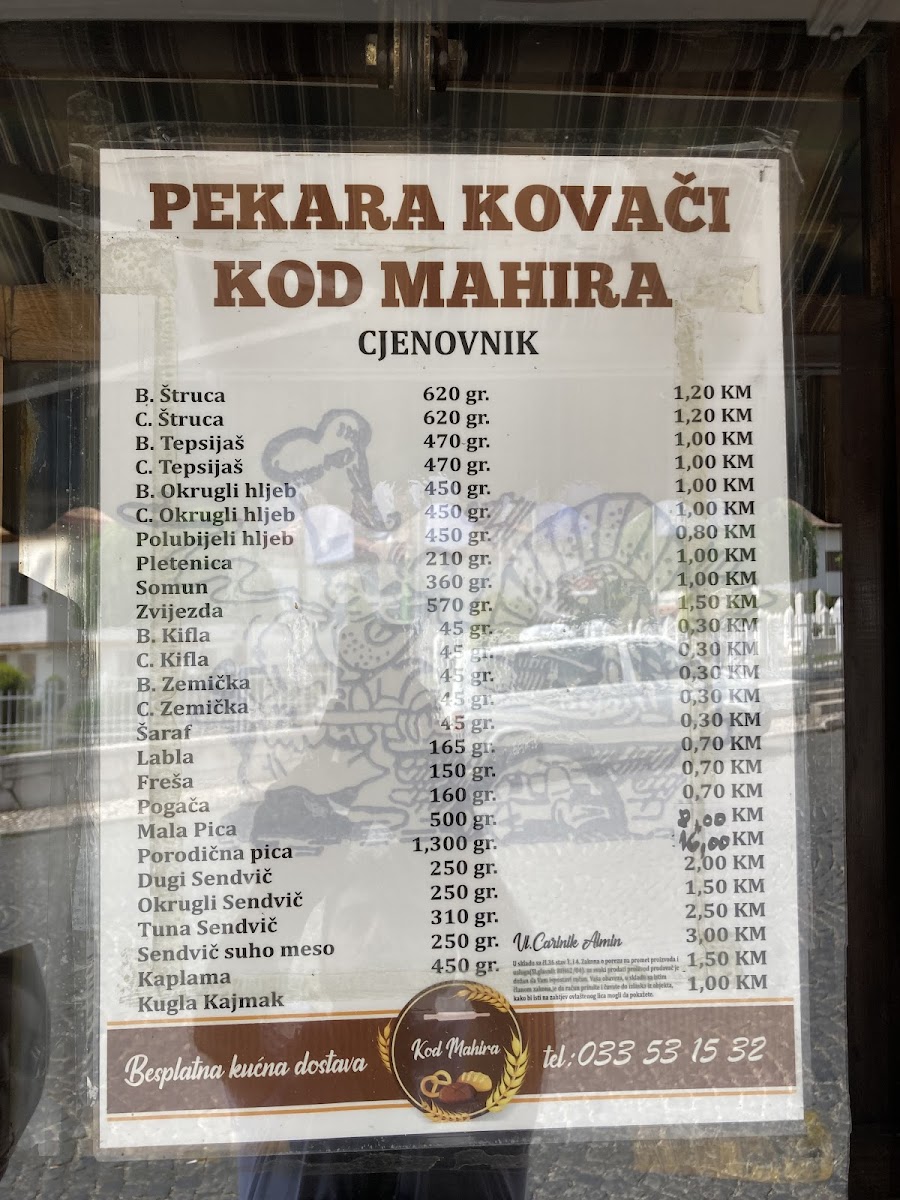 PEKARA KOVAČI
KOD MAHIRA
CJENOVNIK
B. Štruca 620 gr. 1,20 KM
C. Štruca 620 gr. 1,20 KM
B. Tepsijaš 470 gr. 1,00 KM
C. Tepsijaš 470 gr. 1,00 KM
B. Okrugli hljeb 450 gr. 1,00 KM
C. Okrugli hljeb 450 gr. 1,00 KM
Polubijeli hljeb 450 gr. 0,80 KM
Pletenica 210 gr. 1,00 KM
Somun 360 gr. 1,00 KM
Zvijezda 570 gr. 1,50 KM
B. Kifla 45 gr. 0,30 KM
C. Kifla 45 gr. 0,30 KM
B. Zemička 45 gr. 0,30 KM
C. Zemička 45 gr. 0,30 KM
Šaraf 45 gr. 0,30 KM
Labla 165 gr. 0,70 KM
Freša 150 gr. 0,70 KM
Pogača 160 gr. 0,70 KM
Mala Pica 500 gr. 8,00 KM
Porodična pica 1,300 gr. 16,00 KM
Dugi Sendvič 250 gr. 2,00 KM
Okrugli Sendvič 250 gr. 1,50 KM
Tuna Sendvič 310 gr. 2,50 KM
Sendvič suho meso 250 gr. 3,00 KM
Kaplama 450 gr. 1,50 KM
Kugla Kajmak 1,00 KM
Vl. Carinik Almin
Besplatna kućna dostava
Kod Mahira
tel.:033 53 15 32